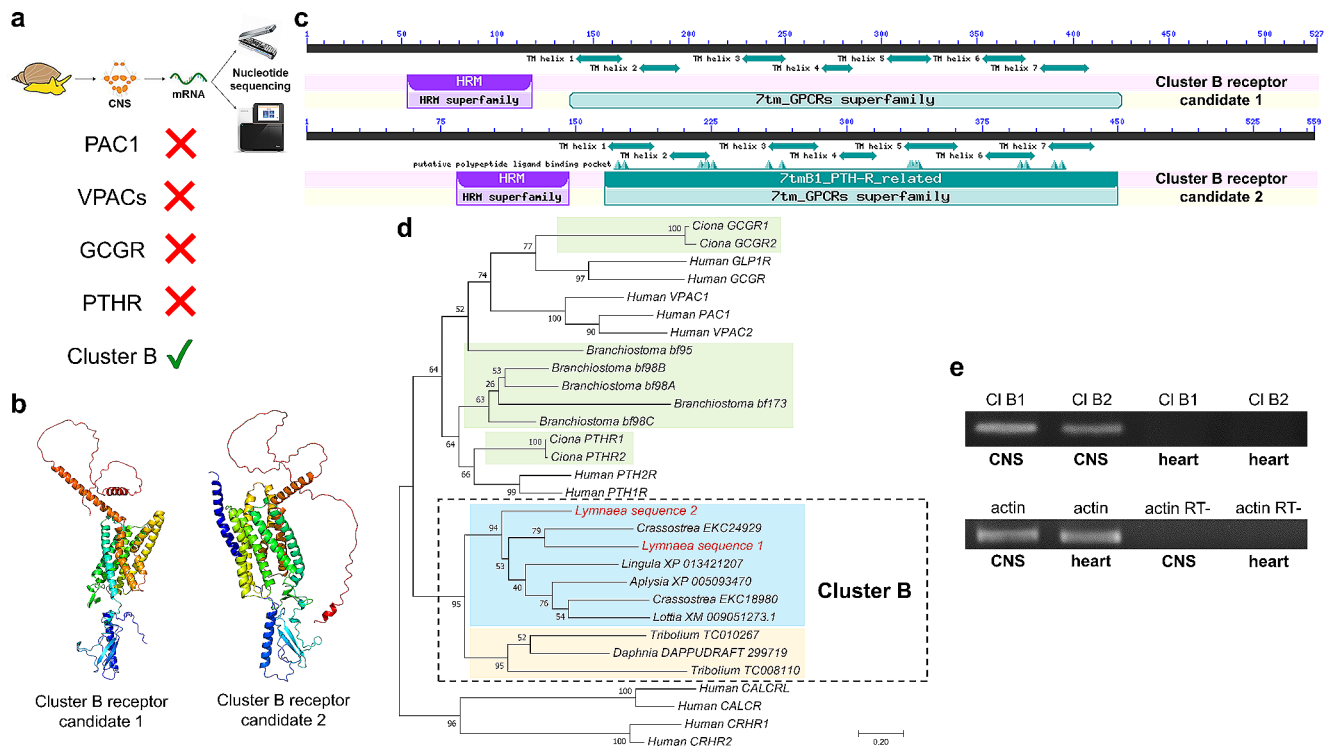 a
CNS
mRNA
Nucleotide
sequencing
PAC1
VPACs
GCGR
PTHR
Cluster B
b
Cluster B receptor
candidate 1
Cluster B receptor
candidate 2
c
1 50 100 150 200 250 300 350 400 450 500 527
TM helix 1 TM helix 3 TM helix 5 TM helix 6
TM helix 2 TM helix 4 TM helix 7
HRM
HRM superfamily
7tm_GPCRs superfamily
Cluster B receptor
candidate 1
1 75 150 225 300 375 450 525 559
TM helix 1 TM helix 3 TM helix 5 TM helix 7
TM helix 2 TM helix 4 TM helix 6
putative polypeptide ligand binding pocket
HRM
HRM superfamily
7tmB1_PTH-R_related
7tm_GPCRs superfamily
Cluster B receptor
candidate 2
d
100 Ciona GCGR1
Ciona GCGR2
77
Human GLP1R
97 Human GCGR
74
Human VPAC1
100 Human PAC1
90 Human VPAC2
52
Branchiostoma bf95
53 Branchiostoma bf98B
26 Branchiostoma bf98A
64
Branchiostoma bf173
63
Branchiostoma bf98C
64
100 Ciona PTHR1
Ciona PTHR2
66
Human PTH2R
99 Human PTH1R
Lymnaea sequence 2
94
79 Crassostrea EKC24929
Lymnaea sequence 1
53
Lingula XP 013421207
40 Aplysia XP 005093470
76 Crassostrea EKC18980
54 Lottia XM 009051273.1
Cluster B
95
52 Tribolium TC010267
Daphnia DAPPUDRAFT 299719
95
Tribolium TC008110
100 Human CALCRL
Human CALCR
96
Human CRHR1
100 Human CRHR2
0.20
e
Cl B1 Cl B2 Cl B1 Cl B2
CNS CNS heart heart
actin actin actin RT- actin RT-
CNS heart CNS heart